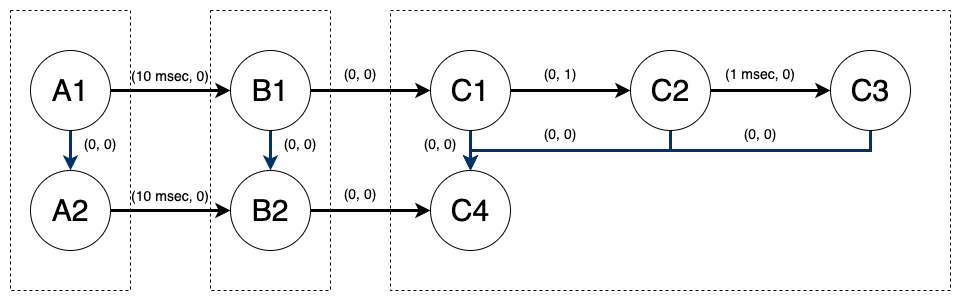 A1
(10 msec, 0)
B1
(0, 0)
C1
(0, 1)
C2
(1 msec, 0)
C3
(0, 0)
(0, 0)
(0, 0)
(0, 0)
(0, 0)
A2
(10 msec, 0)
B2
(0, 0)
C4